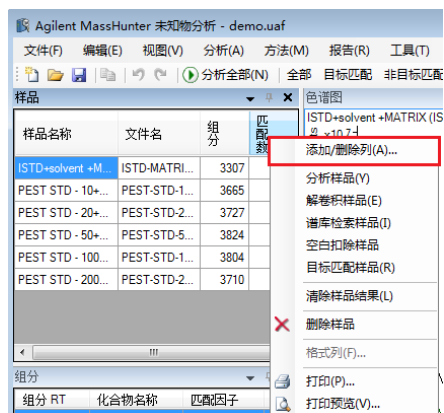 Agilent MassHunter 未知物分析 - demo.uaf
文件(F) 编辑(E) 视图(V) 分析(A) 方法(M) 报告(R) 工具(T)
分析全部(N) 全部 目标匹配 非目标匹配
样品 色谱图
ISTD+solvent +MATRIX (IS
x10 7
样品名称 文件名 组分 匹配数
添加/删除列(A)...
ISTD+solvent +M... ISTD-MATRI... 3307
分析样品(Y)
PEST STD - 10+... PEST-STD-1... 3665
解卷积样品(E)
PEST STD - 20+... PEST-STD-2... 3727
谱库检索样品(I)
PEST STD - 50+... PEST-STD-5... 3824
空白扣除样品
PEST STD - 100... PEST-STD-1... 3804
目标匹配样品(R)
PEST STD - 200... PEST-STD-2... 3710
清除样品结果(L)
删除样品
格式列(F)...
组分
打印(P)...
组分 RT 化合物名称 匹配因子
打印预览(V)...